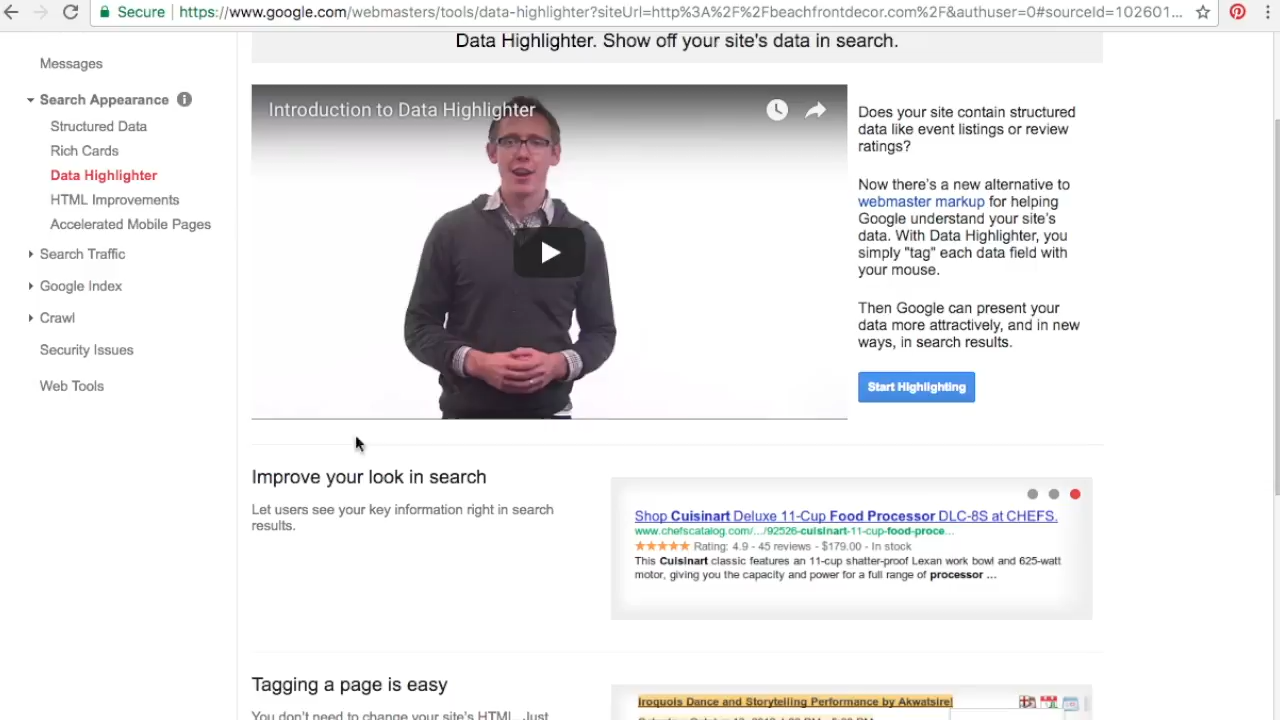 Secure | https://www.google.com/webmasters/tools/data-highlighter?siteUrl=http%3A%2F%2Fbeachfrontdecor.com%2F&authuser=0#sourceId=102601...
Data Highlighter. Show off your site's data in search.
Messages
Search Appearance
Structured Data
Rich Cards
Data Highlighter
HTML Improvements
Accelerated Mobile Pages
Search Traffic
Google Index
Crawl
Security Issues
Web Tools
Introduction to Data Highlighter
Does your site contain structured
data like event listings or review
ratings?
Now there's a new alternative to
webmaster markup for helping
Google understand your site's
data. With Data Highlighter, you
simply "tag" each data field with
your mouse.
Then Google can present your
data more attractively, and in new
ways, in search results.
Start Highlighting
Improve your look in search
Let users see your key information right in search
results.
Shop Cuisinart Deluxe 11-Cup Food Processor DLC-8S at CHEFS.
www.chefscatalog.com/.../92526-cuisinart-11-cup-food-proce...
Rating: 4.9 - 45 reviews - $179.00 - In stock
This Cuisinart classic features an 11-cup shatter-proof Lexan work bowl and 625-watt
motor, giving you the capacity and power for a full range of processor ...
Tagging a page is easy
You don't need to change your site's HTML. Just
Iroquois Dance and Storytelling Performance by Akwatsire!